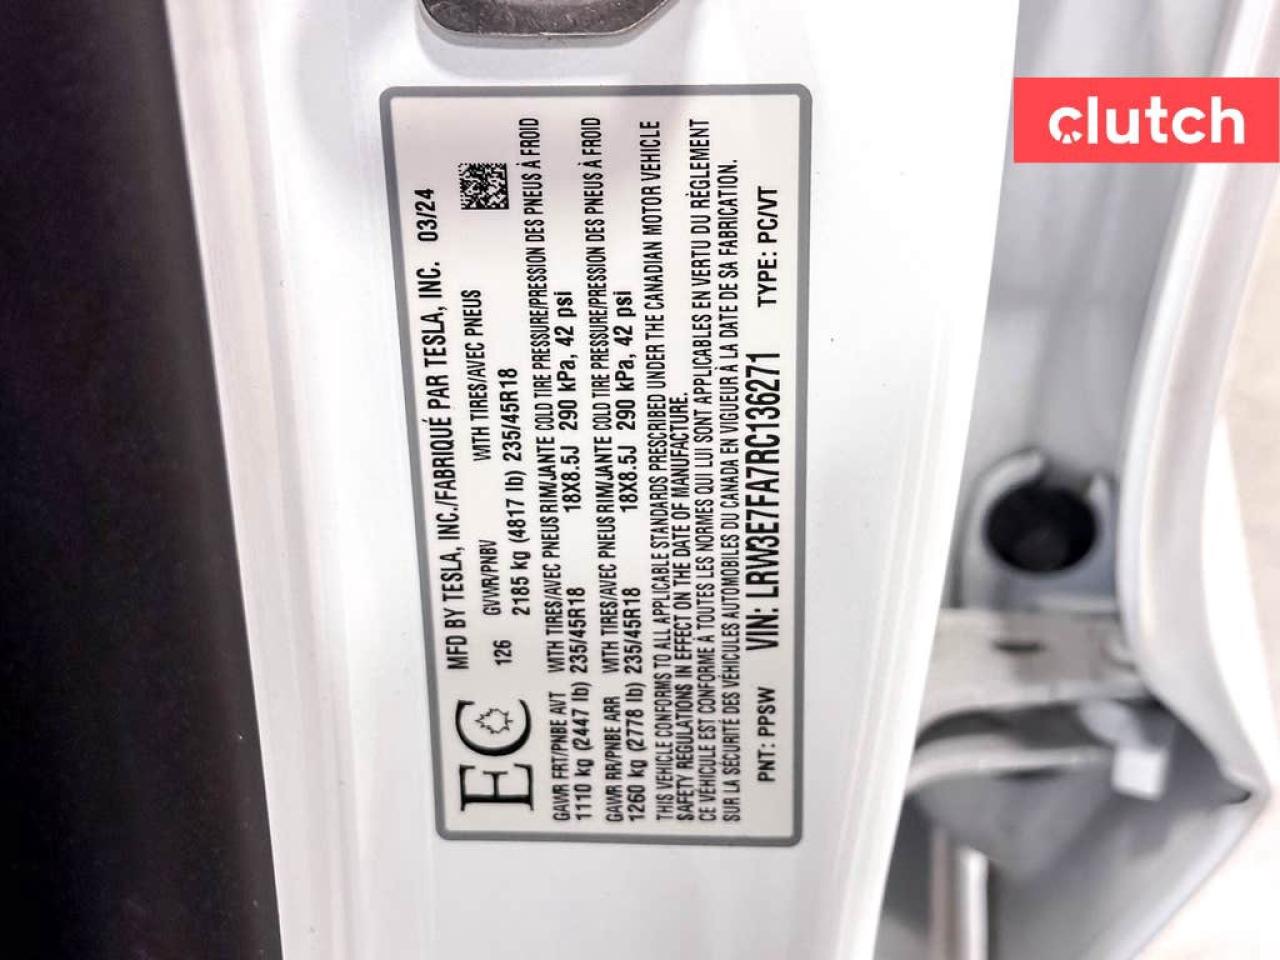 clutch
MFD BY TESLA, INC./FABRIQUÉ PAR TESLA, INC. 03/24
126 GVWR/PNBV WITH TIRES/AVEC PNEUS
2185 kg (4817 lb) 235/45R18
EC
GAWR FRT/PNBE AVT WITH TIRES/AVEC PNEUS RIM/JANTE COLD TIRE PRESSURE/PRESSION DES PNEUS À FROID
1110 kg (2447 lb) 235/45R18 18X8.5J 290 kPa, 42 psi
GAWR RR/PNBE ARR WITH TIRES/AVEC PNEUS RIM/JANTE COLD TIRE PRESSURE/PRESSION DES PNEUS À FROID
1260 kg (2778 lb) 235/45R18 18X8.5J 290 kPa, 42 psi
THIS VEHICLE CONFORMS TO ALL APPLICABLE STANDARDS PRESCRIBED UNDER THE CANADIAN MOTOR VEHICLE
SAFETY REGULATIONS IN EFFECT ON THE DATE OF MANUFACTURE.
CE VÉHICULE EST CONFORME À TOUTES LES NORMES QUI LUI SONT APPLICABLES EN VERTU DU RÈGLEMENT
SUR LA SÉCURITÉ DES VÉHICULES AUTOMOBILES DU CANADA EN VIGUEUR À LA DATE DE SA FABRICATION.
PNT: PPSW VIN: LRW3E7FA7RC136271 TYPE: PC/VT